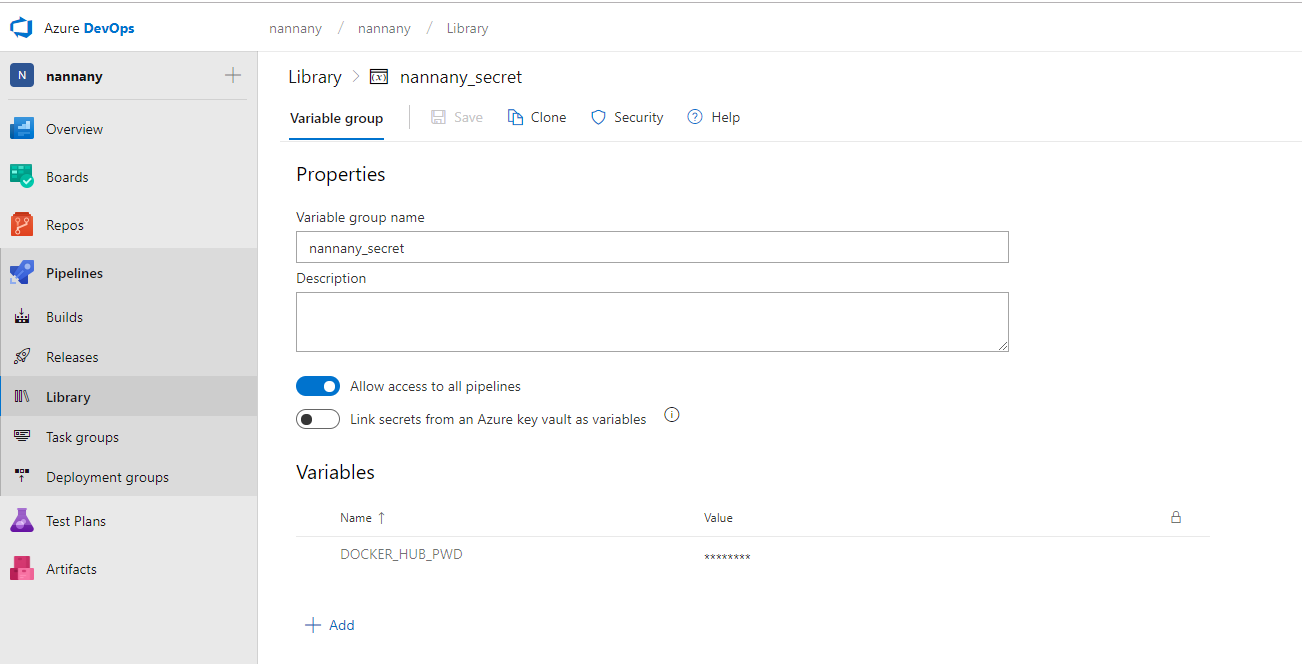 Azure DevOps
nannany / nannany / Library
N nannany
Overview
Boards
Repos
Pipelines
Builds
Releases
Library
Task groups
Deployment groups
Test Plans
Artifacts
Library > (x) nannany_secret
Variable group Save Clone Security ? Help
Properties
Variable group name
nannany_secret
Description
Allow access to all pipelines
Link secrets from an Azure key vault as variables
Variables
Name ↑ Value
DOCKER_HUB_PWD ********
+ Add